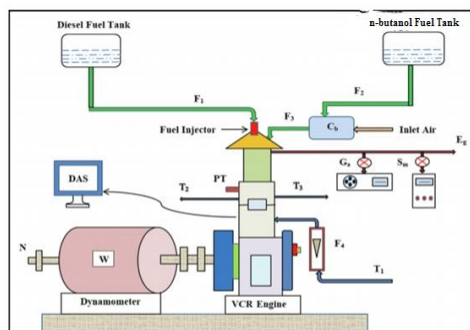 Diesel Fuel Tank
n-butanol Fuel Tank
F1
F2
F3
Fuel Injector
Cb
Inlet Air
Eg
DAS
PT
T2
T3
Ga
Sm
N
W
F4
T1
Dynamometer
VCR Engine